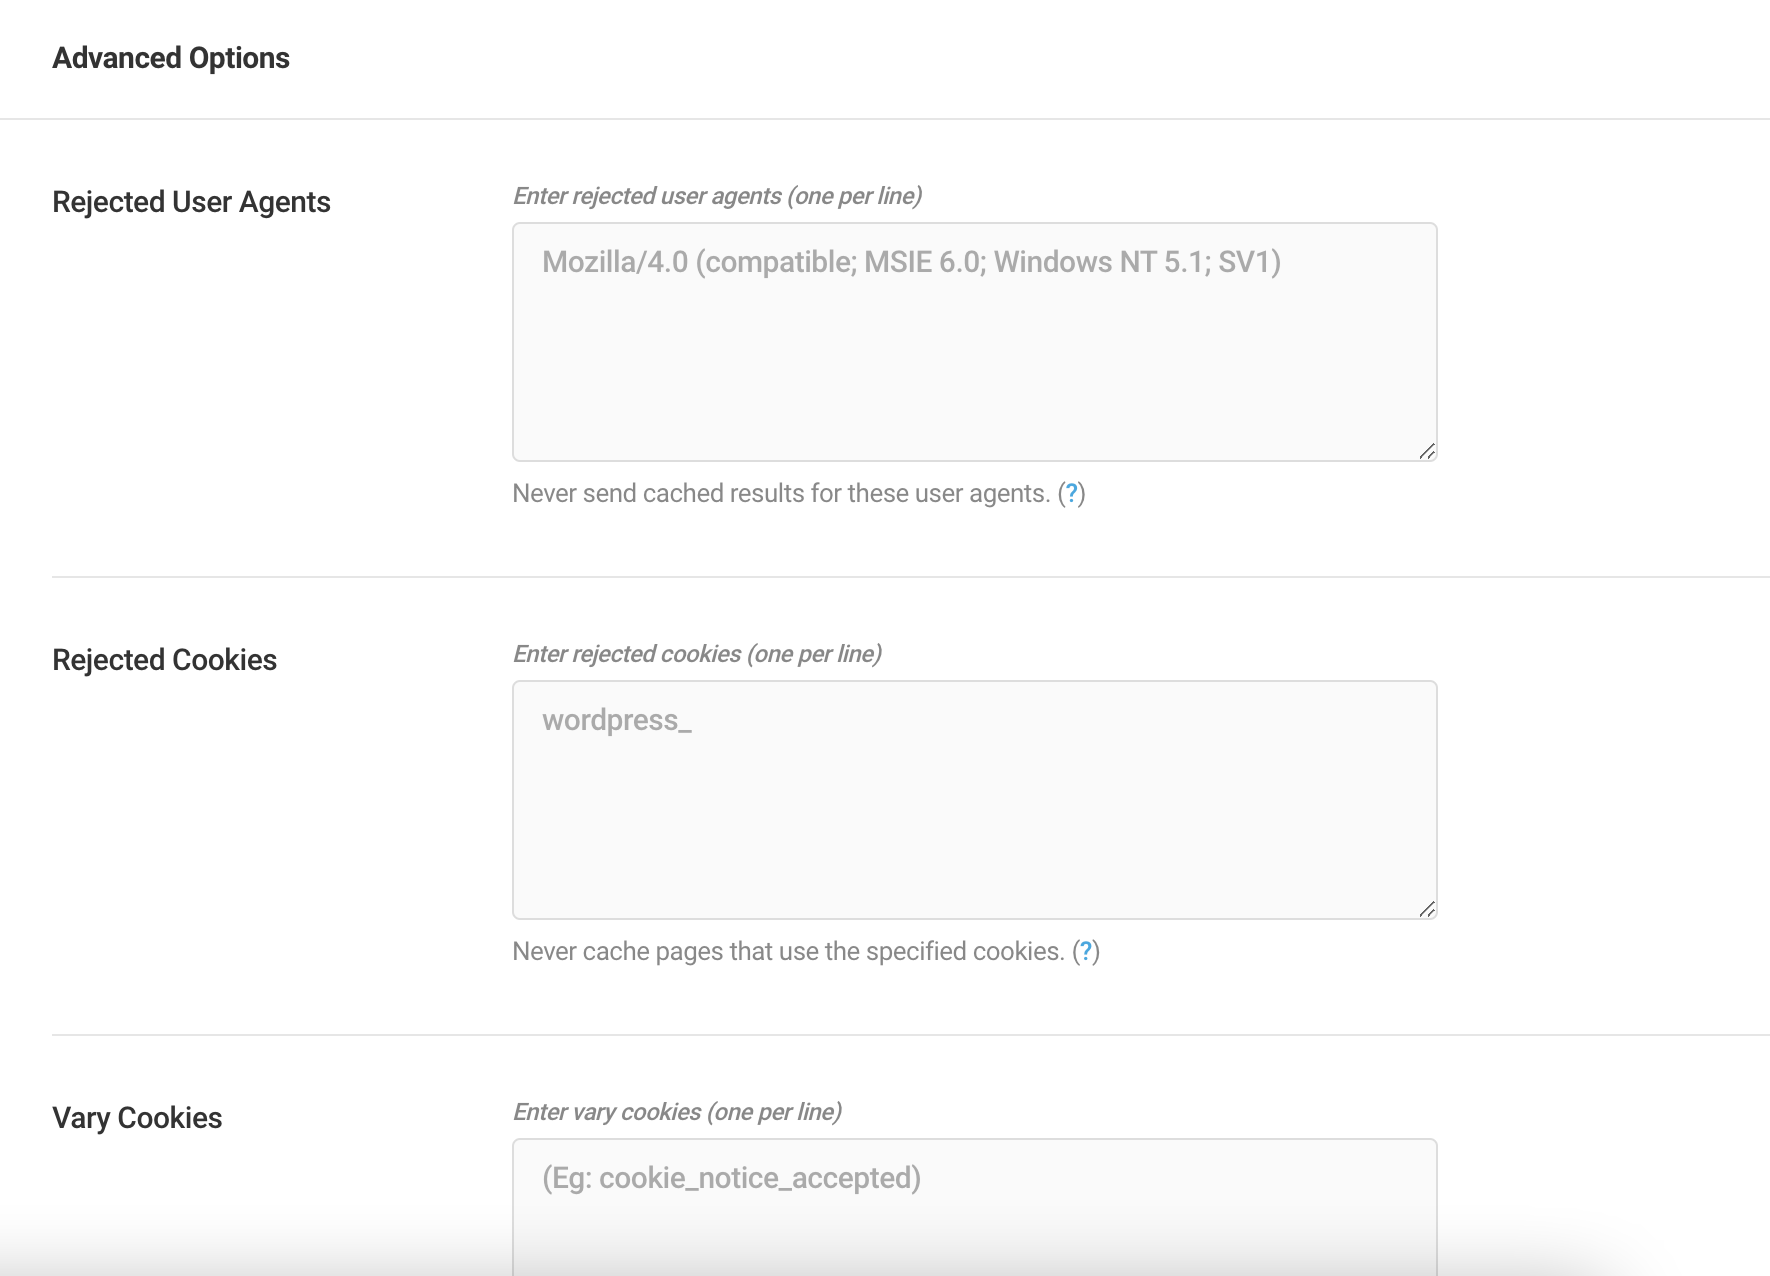 Advanced Options
Rejected User Agents
Enter rejected user agents (one per line)
Mozilla/4.0 (compatible; MSIE 6.0; Windows NT 5.1; SV1)
Never send cached results for these user agents. (?)
Rejected Cookies
Enter rejected cookies (one per line)
wordpress_
Never cache pages that use the specified cookies. (?)
Vary Cookies
Enter vary cookies (one per line)
(Eg: cookie_notice_accepted)